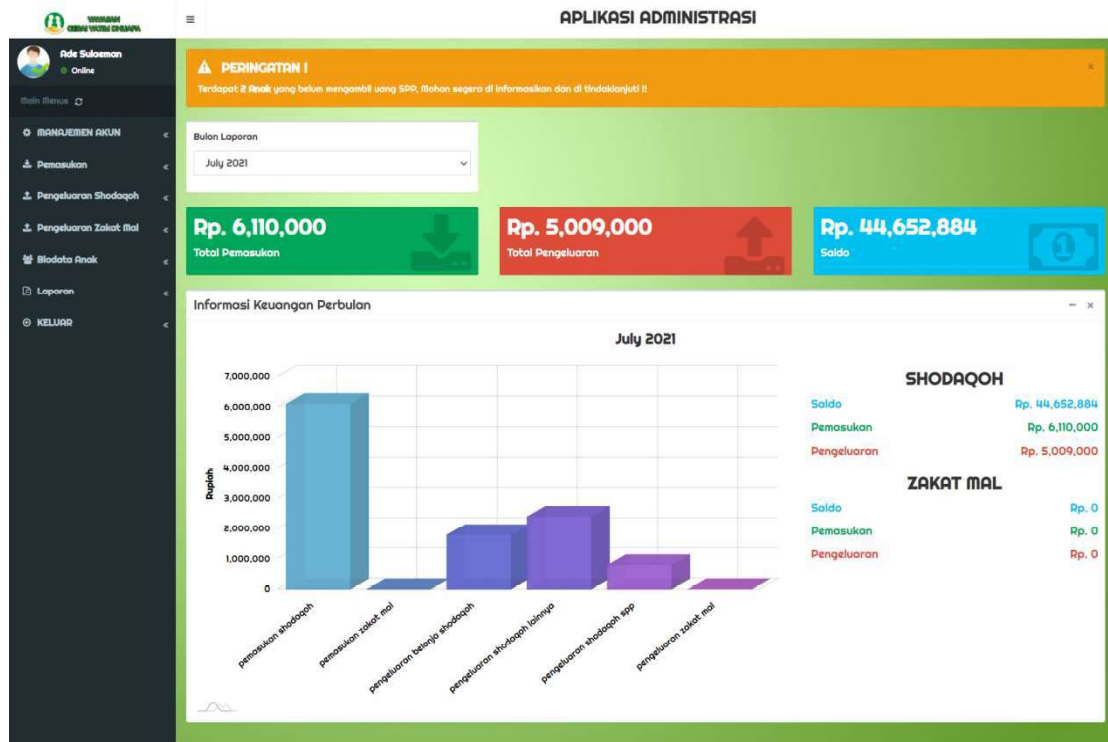 YAYASAN
APLIKASI ADMINISTRASI
Ade Sulaeman
Online
Main Menus
MANAJEMEN AKUN
Pemasukan
Pengeluaran Shodaqoh
Pengeluaran Zakat Mal
Biodata Anak
Laporan
KELUAR
PERINGATAN !
Terdapat 2 Anak yang belum mengambil uang SPP, Mohon segera di informasikan dan di tindaklanjuti !!
Bulan Laporan
July 2021
Rp. 6,110,000
Total Pemasukan
Rp. 5,009,000
Total Pengeluaran
Rp. 44,652,884
Saldo
1
Informasi Keuangan Perbulan
July 2021
Rupiah
7,000,000
6,000,000
5,000,000
4,000,000
3,000,000
2,000,000
1,000,000
0
pemasukan shodaqoh
pemasukan zakat mal
pengeluaran belanja shodaqoh
pengeluaran shodaqoh lainnya
pengeluaran shodaqoh spp
pengeluaran zakat mal
SHODAQOH
Saldo Rp. 44,652,884
Pemasukan Rp. 6,110,000
Pengeluaran Rp. 5,009,000
ZAKAT MAL
Saldo Rp. 0
Pemasukan Rp. 0
Pengeluaran Rp. 0